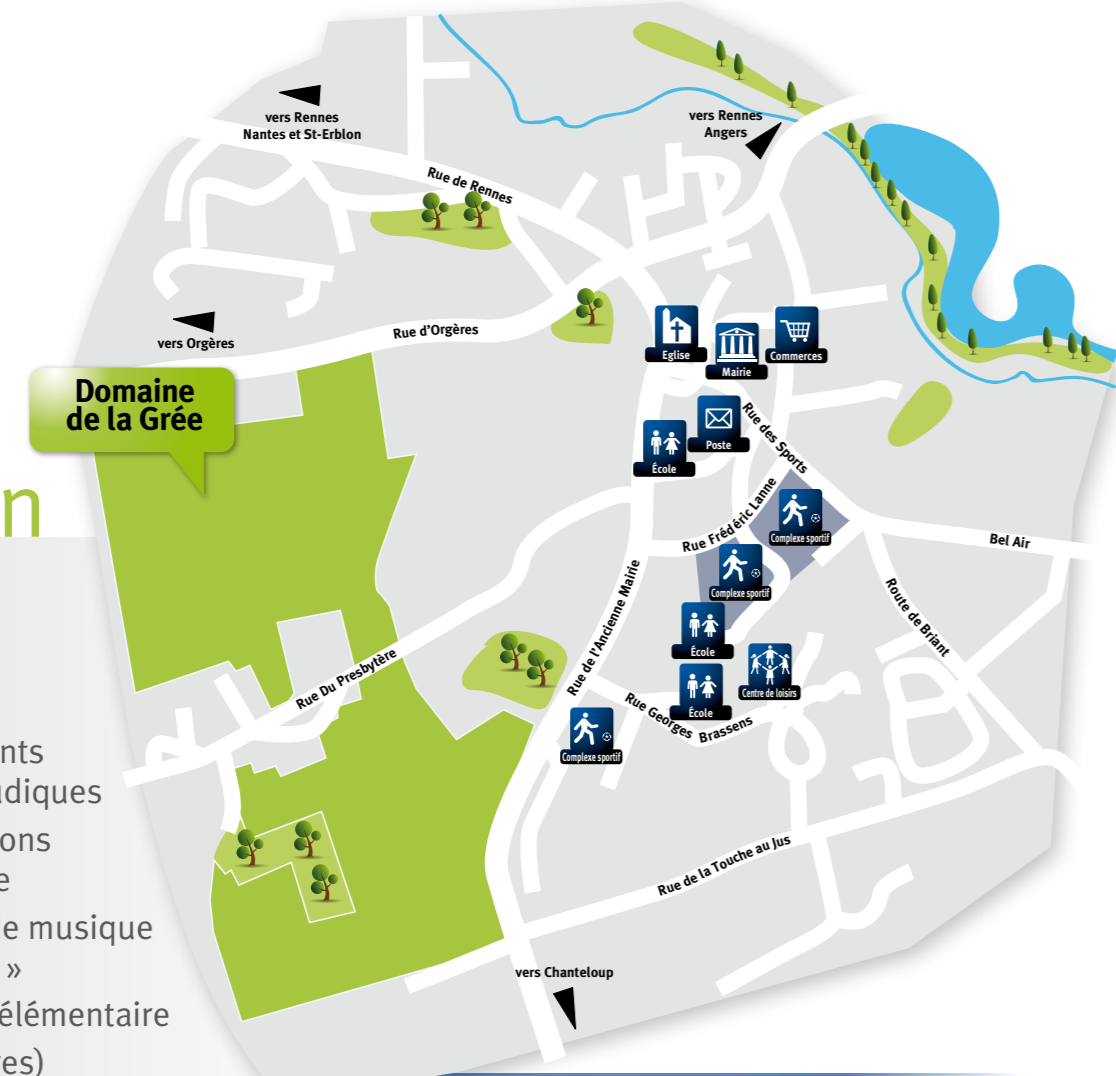 vers Rennes
Nantes et St-Erblon
vers Rennes
Angers
Rue de Rennes
vers Orgères
Rue d'Orgères
Eglise
Mairie
Commerces
Domaine
de la Grée
Poste
École
Rue des Sports
n
Rue Frédéric Lanne
Complexe sportif
Bel Air
Complexe sportif
Route de Briant
Rue de l'Ancienne Mairie
École
Rue Du Presbytère
Centre de loisirs
École
Rue Georges Brassens
Complexe sportif
nts
udiques
ons
e
Rue de la Touche au Jus
e musique
»
vers Chanteloup
élémentaire
es)